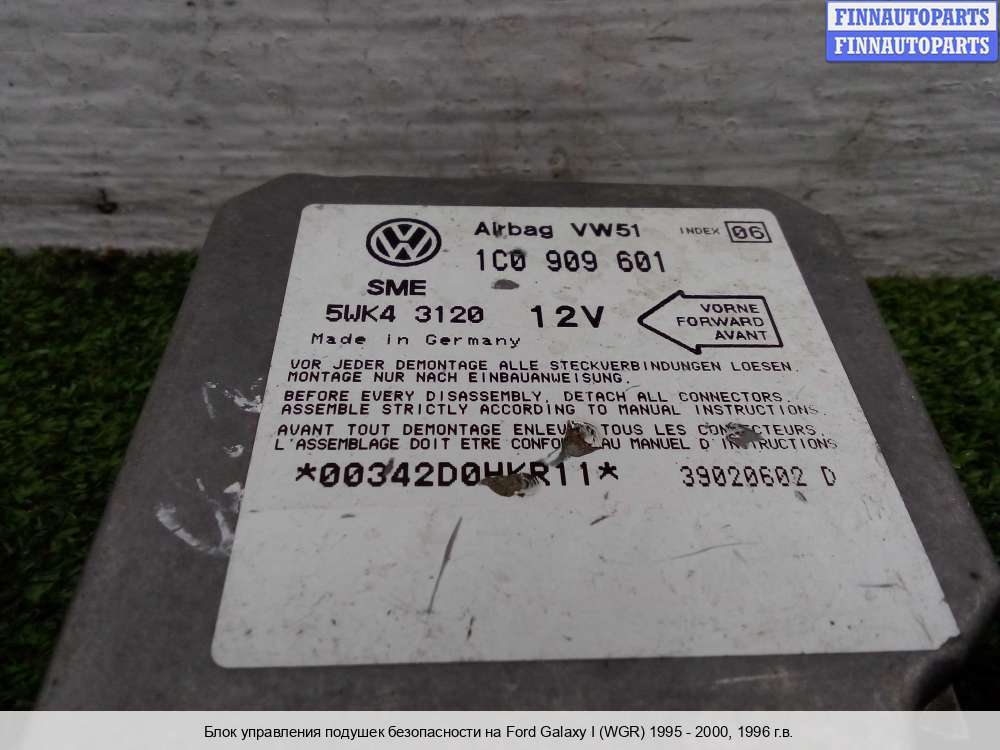 FINNAUTOPARTS
FINNAUTOPARTS
Airbag VW51 INDEX 06
1C0 909 601
SME
5WK4 3120 12V
VORNE
FORWARD
AVANT
Made in Germany
VOR JEDER DEMONTAGE ALLE STECKVERBINDUNGEN LOESEN.
MONTAGE NUR NACH EINBAUANWEISUNG.
BEFORE EVERY DISASSEMBLY, DETACH ALL CONNECTORS.
ASSEMBLE STRICTLY ACCORDING TO MANUAL INSTRUCTIONS.
AVANT TOUT DEMONTAGE TOUS LES
L'ASSEMBLAGE DOIT ETRE AU MANUEL
*00342D0HKR11* 39020602 D
Блок управления подушек безопасности на Ford Galaxy I (WGR) 1995 - 2000, 1996 г.в.